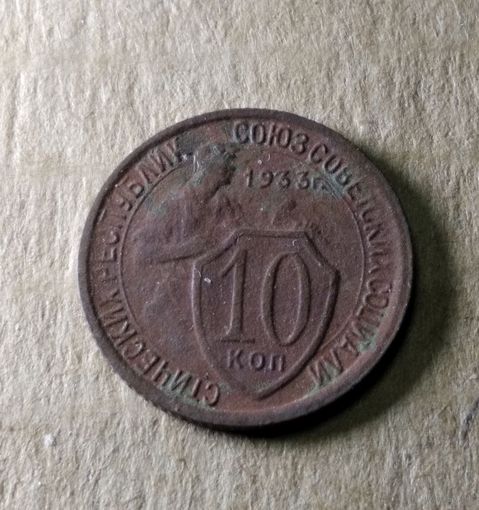 СОЮЗ СОВЕТСКИХ СОЦИАЛИСТИЧЕСКИХ РЕСПУБЛИК
1933г.
10
КОП